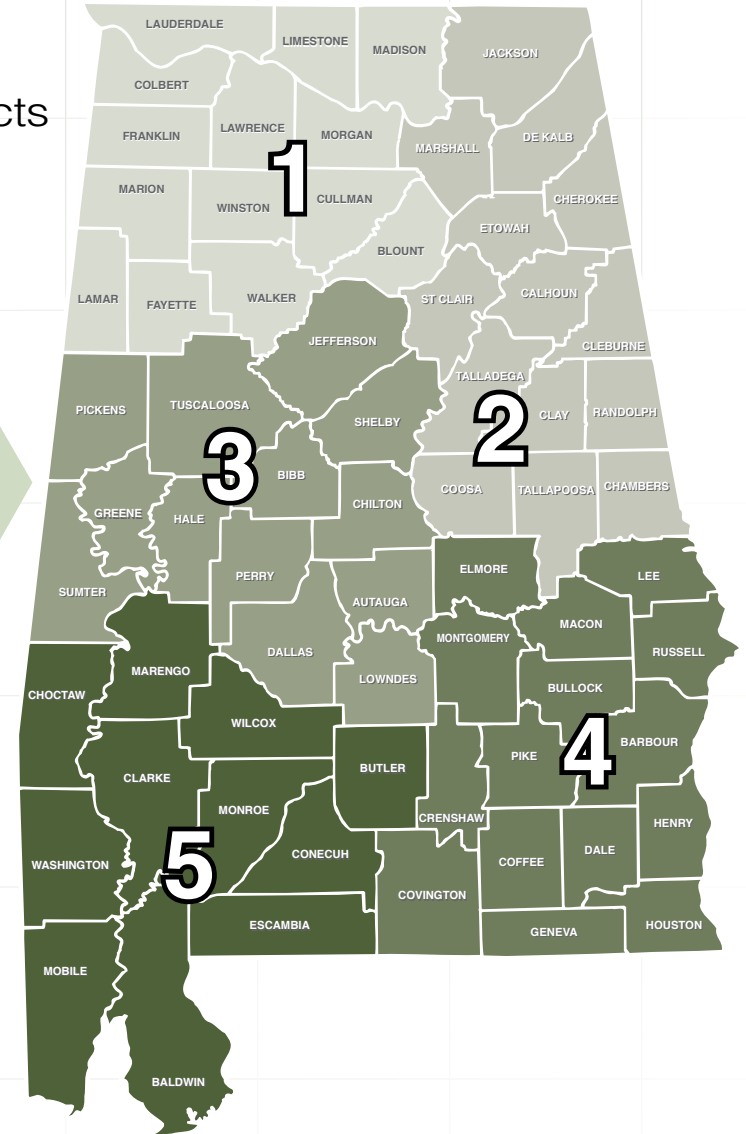 cts
LAUDERDALE
LIMESTONE
MADISON
JACKSON
COLBERT
FRANKLIN
LAWRENCE
MORGAN
MARSHALL
DE KALB
1
MARION
WINSTON
CULLMAN
CHEROKEE
ETOWAH
BLOUNT
LAMAR
FAYETTE
WALKER
ST CLAIR
CALHOUN
JEFFERSON
CLEBURNE
TALLADEGA
PICKENS
TUSCALOOSA
SHELBY
2
CLAY
RANDOLPH
3
BIBB
COOSA
TALLAPOOSA
CHAMBERS
GREENE
HALE
CHILTON
SUMTER
PERRY
AUTAUGA
ELMORE
LEE
MACON
MONTGOMERY
RUSSELL
DALLAS
LOWNDES
MARENGO
CHOCTAW
BULLOCK
WILCOX
CLARKE
BUTLER
PIKE
4
BARBOUR
MONROE
CRENSHAW
HENRY
5
WASHINGTON
CONECUH
COFFEE
DALE
COVINGTON
ESCAMBIA
GENEVA
HOUSTON
MOBILE
BALDWIN